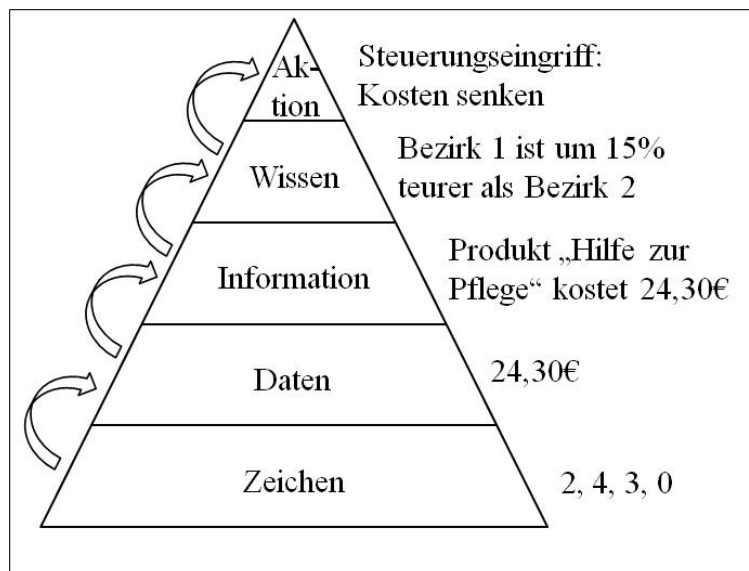 Ak-
tion
Steuerungseingriff:
Kosten senken
Wissen
Bezirk 1 ist um 15%
teurer als Bezirk 2
Information
Produkt „Hilfe zur
Pflege“ kostet 24,30€
Daten
24,30€
Zeichen
2, 4, 3, 0